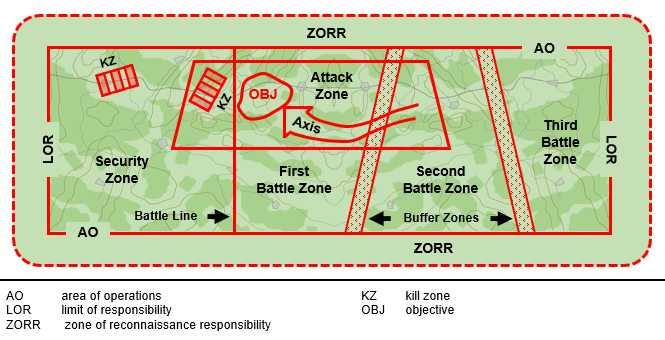 ZORR
AO
KZ
KZ
OBJ
Attack
Zone
Axis
LOR
Security
Zone
First
Battle Zone
Second
Battle Zone
Third
Battle
Zone
LOR
Battle Line
Buffer Zones
AO
ZORR
AO area of operations
LOR limit of responsibility
ZORR zone of reconnaissance responsibility
KZ kill zone
OBJ objective